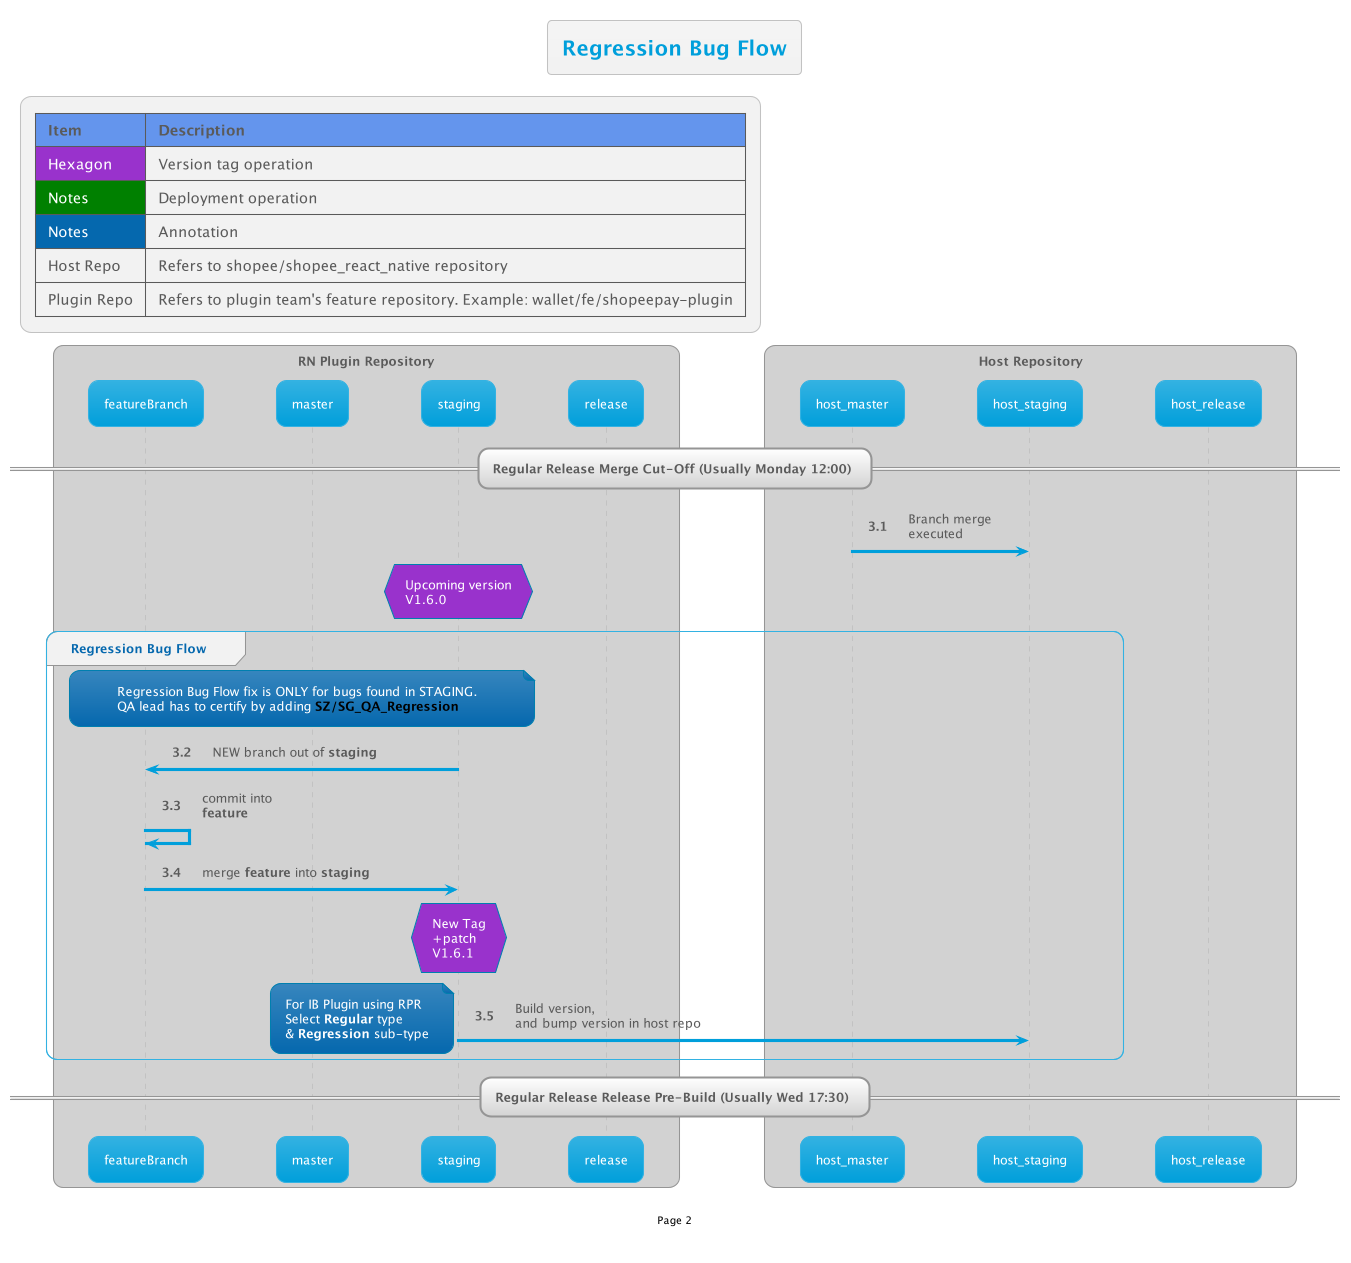 Regression Bug Flow
Item Description
Hexagon Version tag operation
Notes Deployment operation
Notes Annotation
Host Repo Refers to shopee/shopee_react_native repository
Plugin Repo Refers to plugin team's feature repository. Example: wallet/fe/shopeepay-plugin
RN Plugin Repository
Host Repository
featureBranch master staging release host_master host_staging host_release
Regular Release Merge Cut-Off (Usually Monday 12:00)
3.1 Branch merge
executed
Upcoming version
V1.6.0
Regression Bug Flow
Regression Bug Flow fix is ONLY for bugs found in STAGING.
QA lead has to certify by adding SZ/SG_QA_Regression
3.2 NEW branch out of staging
3.3 commit into
feature
3.4 merge feature into staging
New Tag
+patch
V1.6.1
For IB Plugin using RPR
Select Regular type
& Regression sub-type
3.5 Build version,
and bump version in host repo
Regular Release Release Pre-Build (Usually Wed 17:30)
featureBranch master staging release host_master host_staging host_release
Page 2